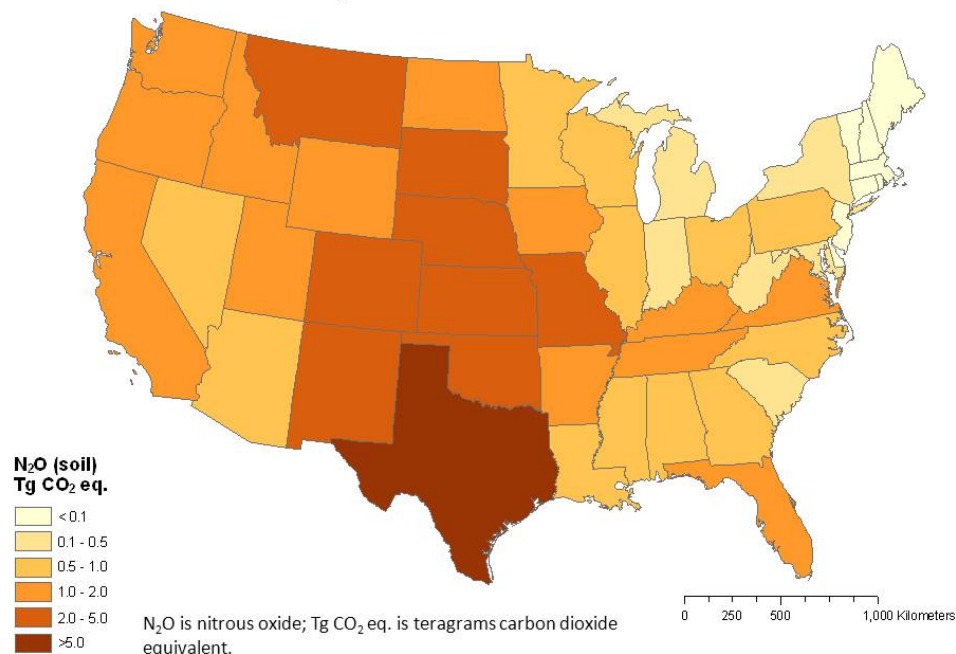 N₂O (soil)
Tg CO₂ eq.
< 0.1
0.1 - 0.5
0.5 - 1.0
1.0 - 2.0
2.0 - 5.0
>5.0
N₂O is nitrous oxide; Tg CO₂ eq. is teragrams carbon dioxide
equivalent.
0 250 500 1,000 Kilometers